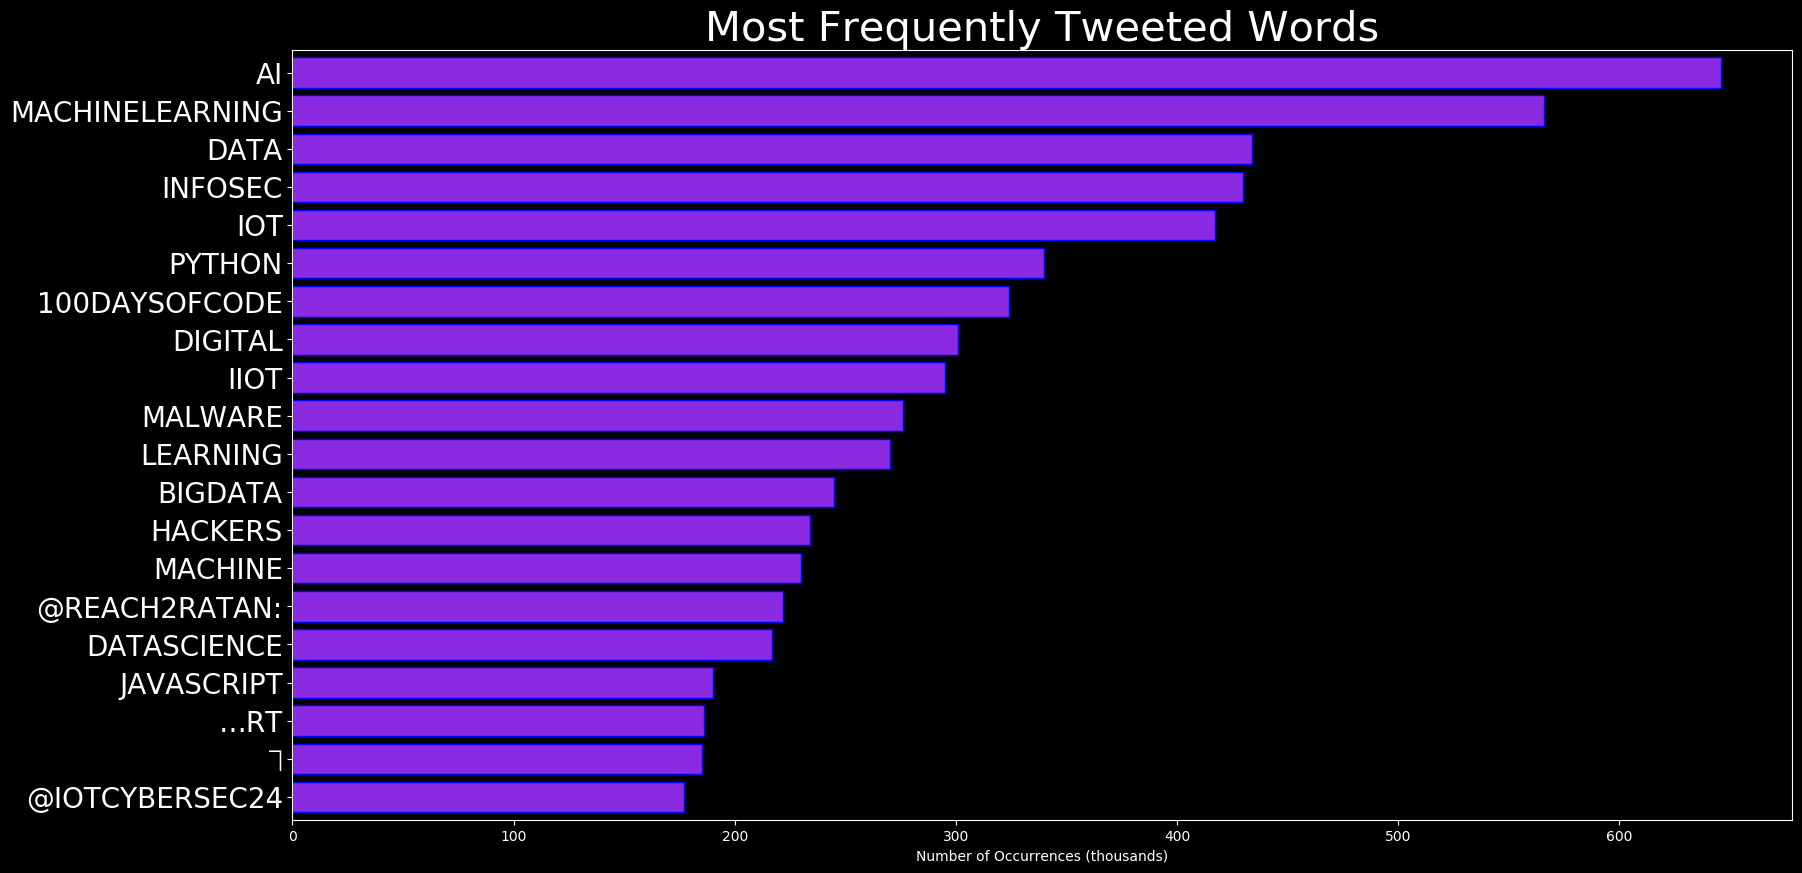 Most Frequently Tweeted Words
AI
MACHINELEARNING
DATA
INFOSEC
IOT
PYTHON
100DAYSOFCODE
DIGITAL
IIOT
MALWARE
LEARNING
BIGDATA
HACKERS
MACHINE
@REACH2RATAN:
DATASCIENCE
JAVASCRIPT
…RT
┐
@IOTCYBERSEC24
0 100 200 300 400 500 600
Number of Occurrences (thousands)